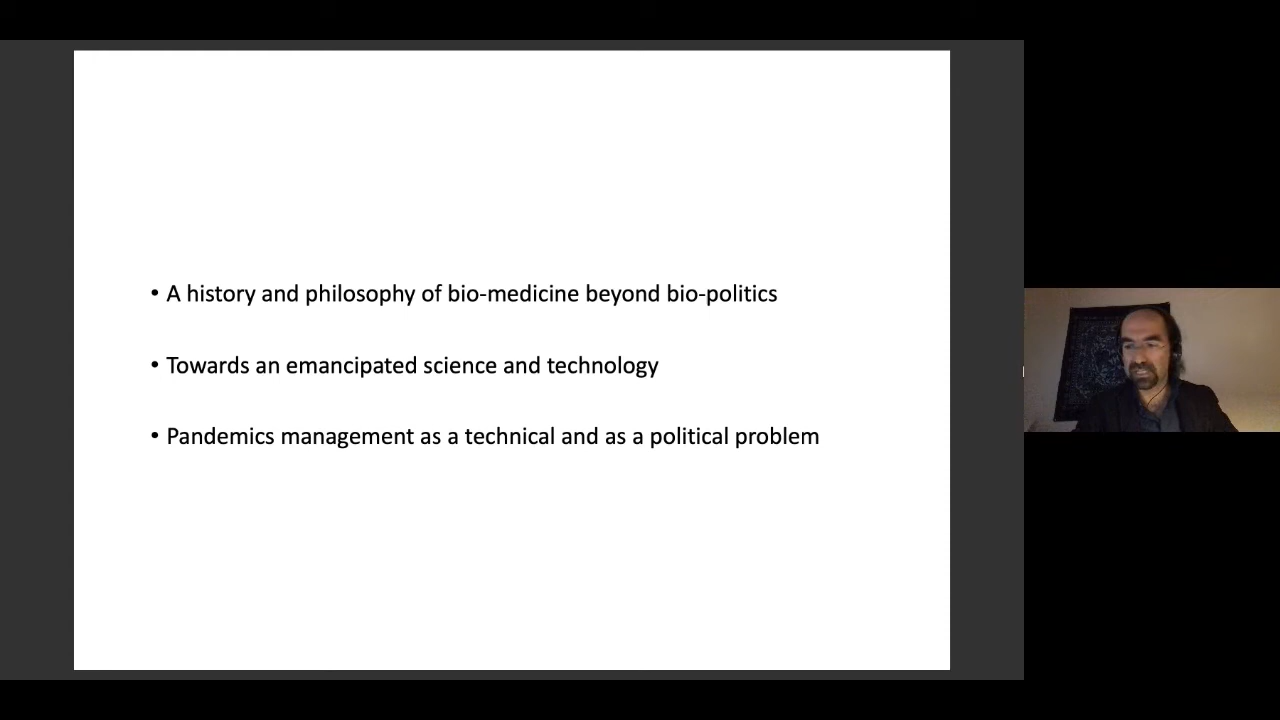 • A history and philosophy of bio-medicine beyond bio-politics
• Towards an emancipated science and technology
• Pandemics management as a technical and as a political problem